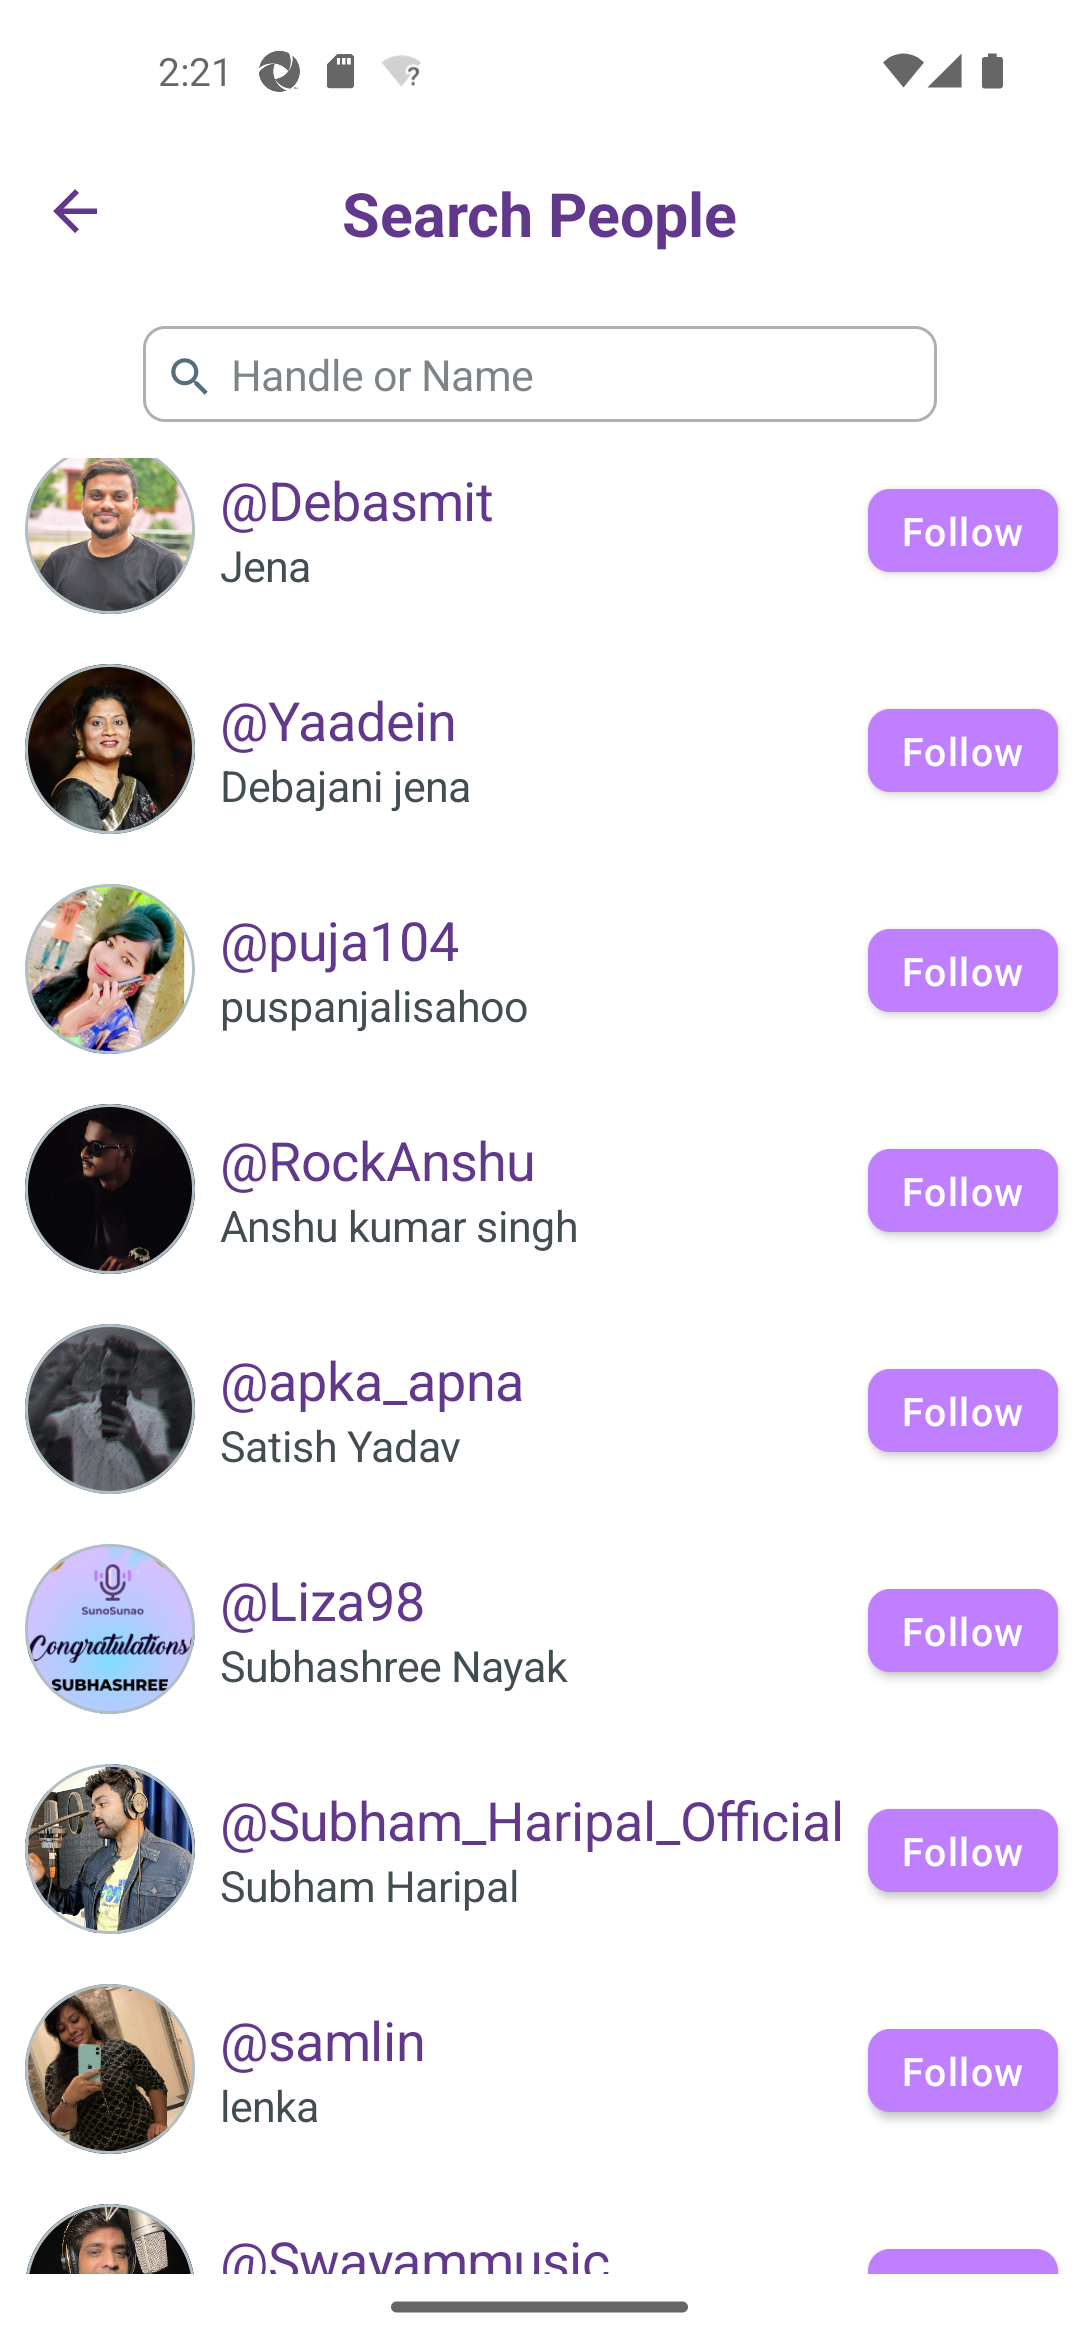 2:21
Search People
Handle or Name
@Debasmit
Jena
Follow
@Yaadein
Debajani jena
Follow
@puja104
puspanjalisahoo
Follow
@RockAnshu
Anshu kumar singh
Follow
@apka_apna
Satish Yadav
Follow
SunoSunao
Congratulations
SUBHASHREE
@Liza98
Subhashree Nayak
Follow
@Subham_Haripal_Official
Subham Haripal
Follow
@samlin
lenka
Follow
@Swayammusic